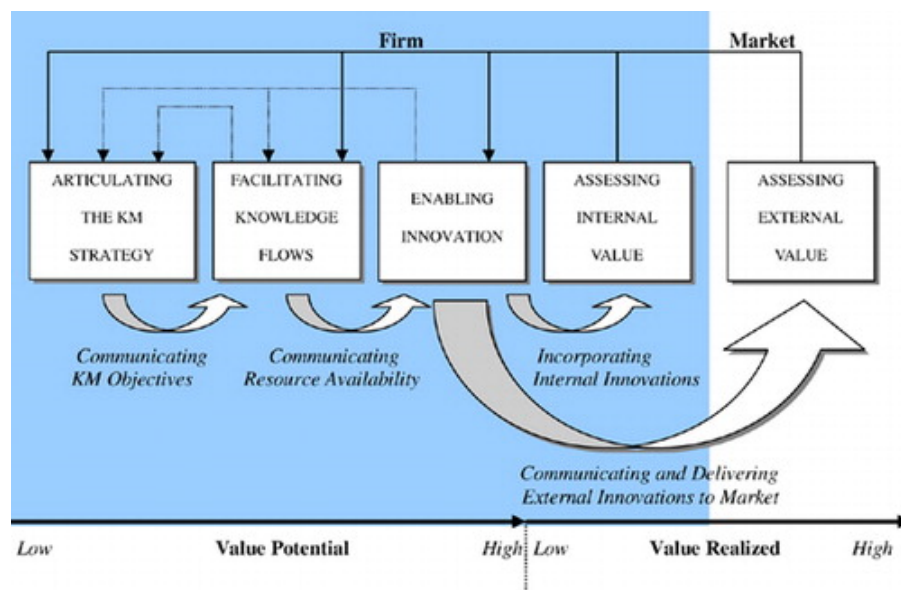 Firm
Market
ARTICULATING
THE KM
STRATEGY
FACILITATING
KNOWLEDGE
FLOWS
ENABLING
INNOVATION
ASSESSING
INTERNAL
VALUE
ASSESSING
EXTERNAL
VALUE
Communicating
KM Objectives
Communicating
Resource Availability
Incorporating
Internal Innovations
Communicating and Delivering
External Innovations to Market
Low
Value Potential
High
Low
Value Realized
High